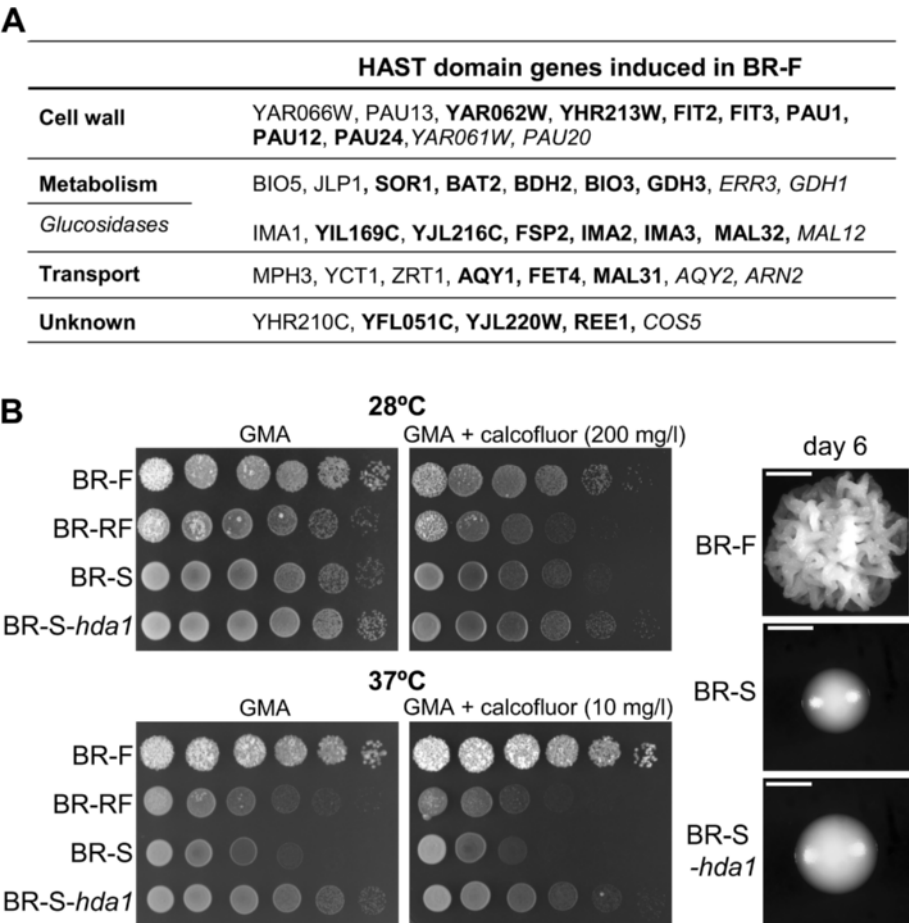 A
HAST domain genes induced in BR-F
Cell wall
YAR066W, PAU13, YAR062W, YHR213W, FIT2, FIT3, PAU1,
PAU12, PAU24,YAR061W, PAU20
Metabolism
BIO5, JLP1, SOR1, BAT2, BDH2, BIO3, GDH3, ERR3, GDH1
Glucosidases
IMA1, YIL169C, YJL216C, FSP2, IMA2, IMA3, MAL32, MAL12
Transport
MPH3, YCT1, ZRT1, AQY1, FET4, MAL31, AQY2, ARN2
Unknown
YHR210C, YFL051C, YJL220W, REE1, COS5
B
28ºC
GMA
GMA + calcofluor (200 mg/l)
BR-F
BR-RF
BR-S
BR-S-hda1
37ºC
GMA
GMA + calcofluor (10 mg/l)
BR-F
BR-RF
BR-S
BR-S-hda1
day 6
BR-F
BR-S
BR-S
-hda1